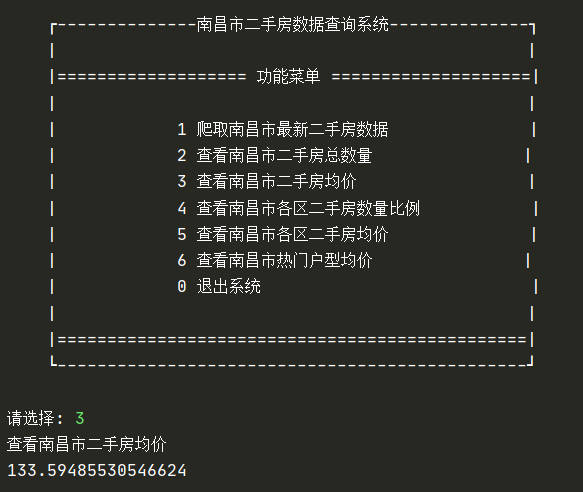 ┌--------------南昌市二手房数据查询系统--------------┐
|                                                |
|=================== 功能菜单 ====================|
|                                                |
|            1 爬取南昌市最新二手房数据              |
|            2 查看南昌市二手房总数量               |
|            3 查看南昌市二手房均价                 |
|            4 查看南昌市各区二手房数量比例           |
|            5 查看南昌市各区二手房均价              |
|            6 查看南昌市热门户型均价               |
|            0 退出系统                           |
|                                                |
|===============================================|
└-----------------------------------------------┘
请选择: 3
查看南昌市二手房均价
133.59485530546624